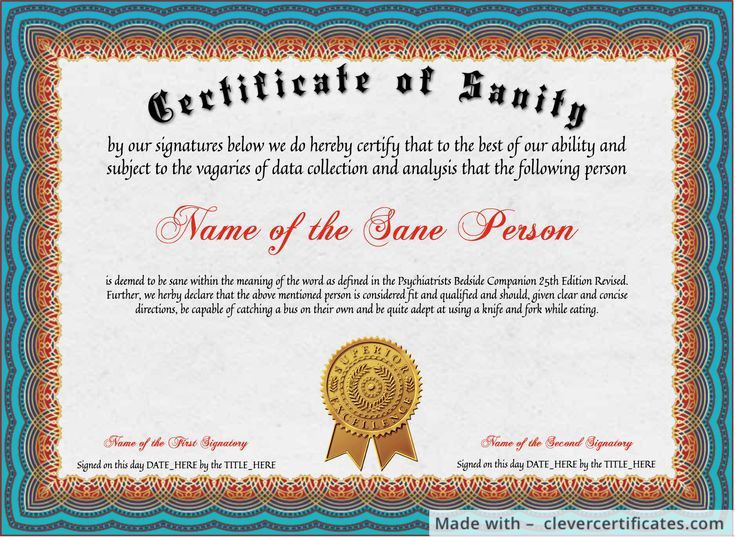 Certificate of Sanity
by our signatures below we do hereby certify that to the best of our ability and
subject to the vagaries of data collection and analysis that the following person
Name of the Sane Person
is deemed to be sane within the meaning of the word as defined in the Psychiatrists Bedside Companion 25th Edition Revised.
Further, we herby declare that the above mentioned person is considered fit and qualified and should, given clear and concise
directions, be capable of catching a bus on their own and be quite adept at using a knife and fork while eating.
SUPERIOR
EXCELLENCE
Name of the First Signatory
Signed on this day DATE_HERE by the TITLE_HERE
Name of the Second Signatory
Signed on this day DATE_HERE by the TITLE_HERE
Made with – clevercertificates.com